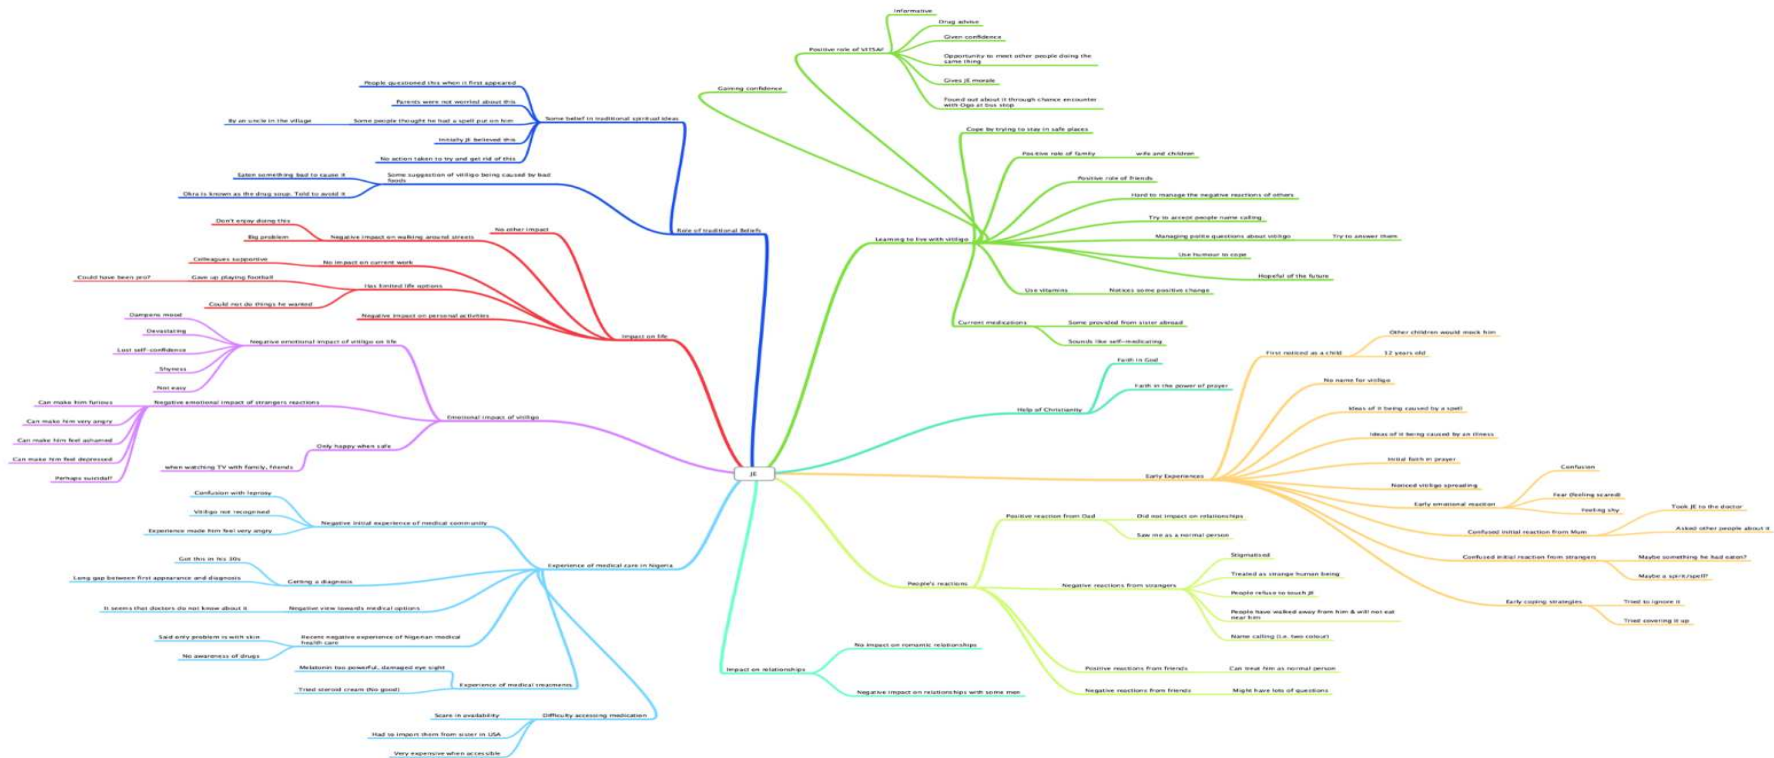 JE
Role of traditional Beliefs
Some belief in traditional spiritual ideas
People questioned this when it first appeared
Parents were not worried about this
Some people thought he had a spell put on him
By an uncle in the village
Initially JE believed this
No action taken to try and get rid of this
Some suggestion of vitiligo being caused by bad
foods
Eaten something bad to cause it
Okra is known as the drug soup. Told to avoid it
Impact on life
No other impact
Negative impact on walking around streets
Don't enjoy doing this
Big problem
No impact on current work
Colleagues supportive
Has limited life options
Gave up playing football
Could have been pro?
Could not do things he wanted
Negative impact on personal activities
Emotional impact of vitiligo
Negative emotional impact of vitiligo on life
Dampens mood
Devastating
Lost self-confidence
Shyness
Not easy
Negative emotional impact of strangers reactions
Can make him furious
Can make him very angry
Can make him feel ashamed
Can make him feel depressed
Perhaps suicidal?
Only happy when safe
when watching TV with family, friends
Experience of medical care in Nigeria
Negative initial experience of medical community
Confusion with leprosy
Vitiligo not recognised
Experience made him feel very angry
Getting a diagnosis
Got this in his 30s
Long gap between first appearance and diagnosis
Negative view towards medical options
It seems that doctors do not know about it
Recent negative experience of Nigerian medical
health care
Said only problem is with skin
No awareness of drugs
Experience of medical treatments
Melatonin too powerful, damaged eye sight
Tried steroid cream (No good)
Difficulty accessing medication
Scare in availability
Had to import them from sister in USA
Very expensive when accessible
Learning to live with vitiligo
Gaining confidence
Positive role of VITSAF
Informative
Drug advise
Given confidence
Opportunity to meet other people doing the
same thing
Gives JE morale
Found out about it through chance encounter
with Ogo at bus stop
Cope by trying to stay in safe places
Positive role of family
wife and children
Positive role of friends
Hard to manage the negative reactions of others
Try to accept people name calling
Managing polite questions about vitiligo
Try to answer them
Use humour to cope
Hopeful of the future
Use vitamins
Notices some positive change
Current medications
Some provided from sister abroad
Sounds like self-medicating
Help of Christianity
Faith in God
Faith in the power of prayer
Early Experiences
First noticed as a child
Other children would mock him
12 years old
No name for vitiligo
Ideas of it being caused by a spell
Ideas of it being caused by an illness
Initial faith in prayer
Noticed vitiligo spreading
Early emotional reaction
Confusion
Fear (feeling scared)
Feeling shy
Confused initial reaction from Mum
Took JE to the doctor
Asked other people about it
Confused initial reaction from strangers
Maybe something he had eaten?
Maybe a spirit/spell?
Early coping strategies
Tried to ignore it
Tried covering it up
People's reactions
Positive reaction from Dad
Did not impact on relationships
Saw me as a normal person
Negative reactions from strangers
Stigmatised
Treated as strange human being
People refuse to touch JE
People have walked away from him & will not eat
near him
Name calling (i.e. two colour)
Positive reactions from friends
Can treat him as normal person
Negative reactions from friends
Might have lots of questions
Impact on relationships
No impact on romantic relationships
Negative impact on relationships with some men